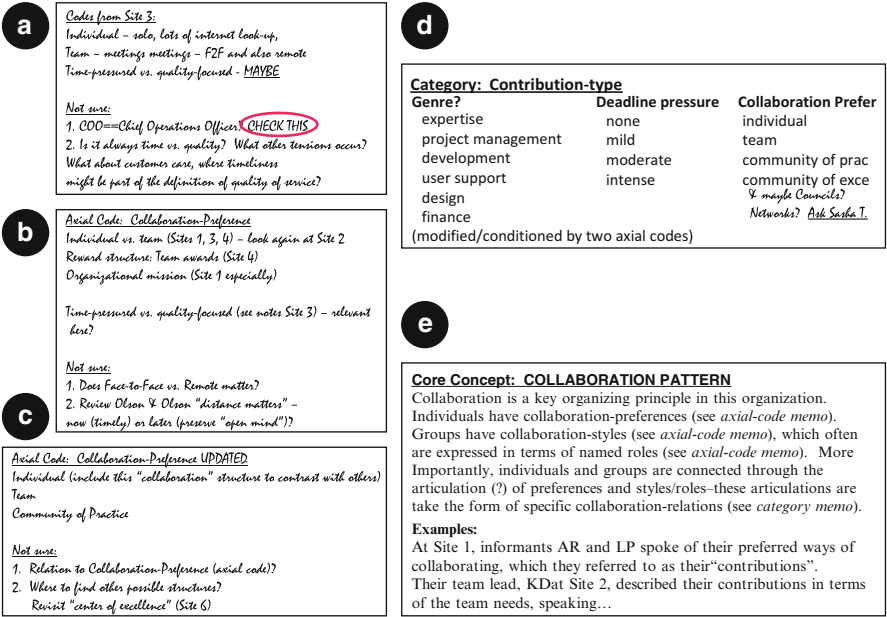 a
Codes from Site 3:
Individual – solo, lots of internet look-up,
Team – meetings meetings – F2F and also remote
Time-pressured vs. quality-focused - MAYBE
Not sure:
1. COO==Chief Operations Officer? CHECK THIS
2. Is it always time vs. quality? What other tensions occur?
What about customer care, where timeliness
might be part of the definition of quality of service?
b
Axial Code: Collaboration-Preference
Individual vs. team (Sites 1, 3, 4) – look again at Site 2
Reward structure: Team awards (Site 4)
Organizational mission (Site 1 especially)
Time-pressured vs. quality-focused (see notes Site 3) – relevant
here?
Not sure:
1. Does Face-to-Face vs. Remote matter?
2. Review Olson & Olson "distance matters" –
now (timely) or later (preserve "open mind")?
c
Axial Code: Collaboration-Preference UPDATED
Individual (include this "collaboration" structure to contrast with others)
Team
Community of Practice
Not sure:
1. Relation to Collaboration-Preference (axial code)?
2. Where to find other possible structures?
Revisit "center of excellence" (Site 6)
d
Category: Contribution-type
Genre? Deadline pressure Collaboration Prefer
expertise none individual
project management mild team
development moderate community of prac
user support intense community of exce
design & maybe Councils?
finance Networks? Ask Sasha T.
(modified/conditioned by two axial codes)
e
Core Concept: COLLABORATION PATTERN
Collaboration is a key organizing principle in this organization.
Individuals have collaboration-preferences (see axial-code memo).
Groups have collaboration-styles (see axial-code memo), which often
are expressed in terms of named roles (see axial-code memo). More
Importantly, individuals and groups are connected through the
articulation (?) of preferences and styles/roles–these articulations are
take the form of specific collaboration-relations (see category memo).
Examples:
At Site 1, informants AR and LP spoke of their preferred ways of
collaborating, which they referred to as their“contributions”.
Their team lead, KDat Site 2, described their contributions in terms
of the team needs, speaking…